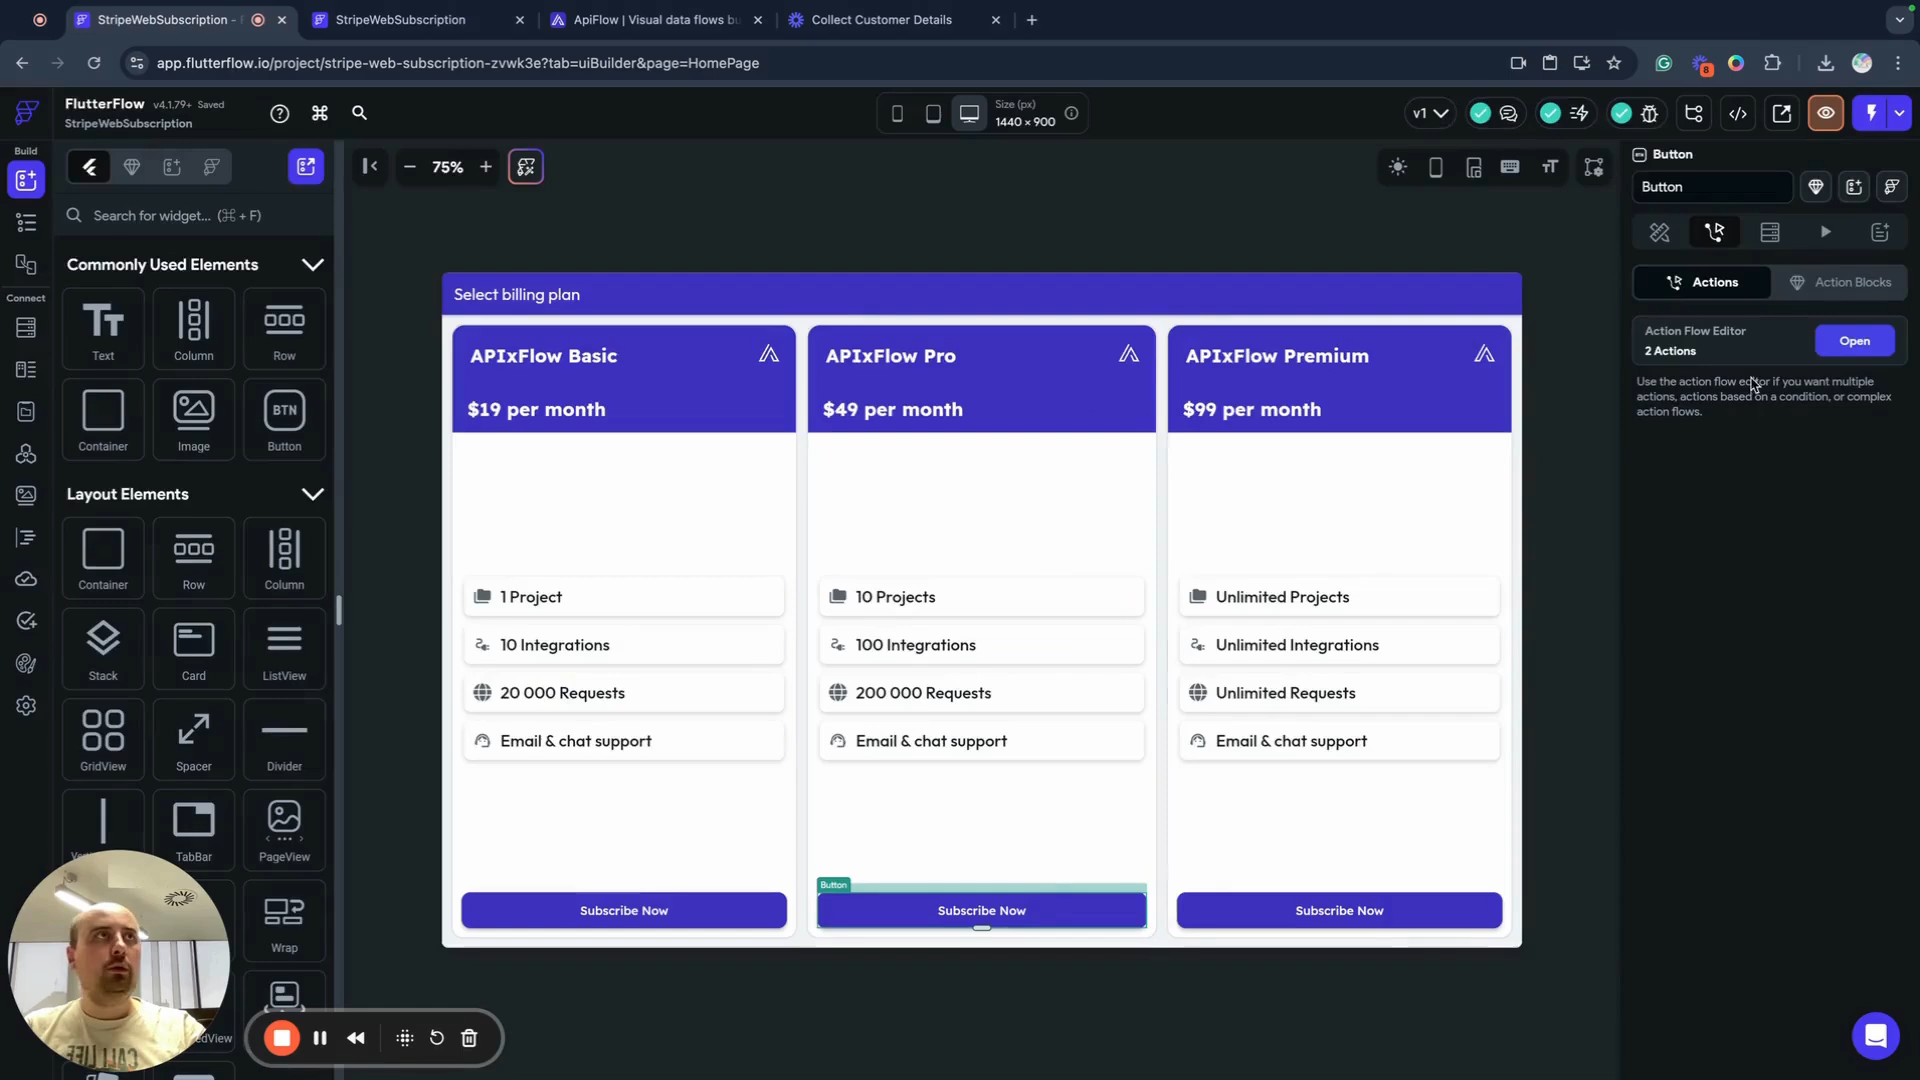 StripeWebSubscription -
StripeWebSubscription
ApiFlow | Visual data flows bu
Collect Customer Details
app.flutterflow.io/project/stripe-web-subscription-zvwk3e?tab=uiBuilder&page=HomePage
8
FlutterFlow v4.1.79+ Saved
StripeWebSubscription
Size (px)
1440 × 900
v1
Build
Connect
75%
Search for widget... (⌘ + F)
Commonly Used Elements
Text
Column
Row
Container
Image
BTN
Button
Layout Elements
Container
Row
Column
Stack
Card
ListView
GridView
Spacer
Divider
TabBar
PageView
Wrap
Select billing plan
APIxFlow Basic
$19 per month
1 Project
10 Integrations
20 000 Requests
Email & chat support
Subscribe Now
APIxFlow Pro
$49 per month
10 Projects
100 Integrations
200 000 Requests
Email & chat support
Button
Subscribe Now
APIxFlow Premium
$99 per month
Unlimited Projects
Unlimited Integrations
Unlimited Requests
Email & chat support
Subscribe Now
Button
Button
Actions
Action Blocks
Action Flow Editor
2 Actions
Open
Use the action flow editor if you want multiple
actions, actions based on a condition, or complex
action flows.